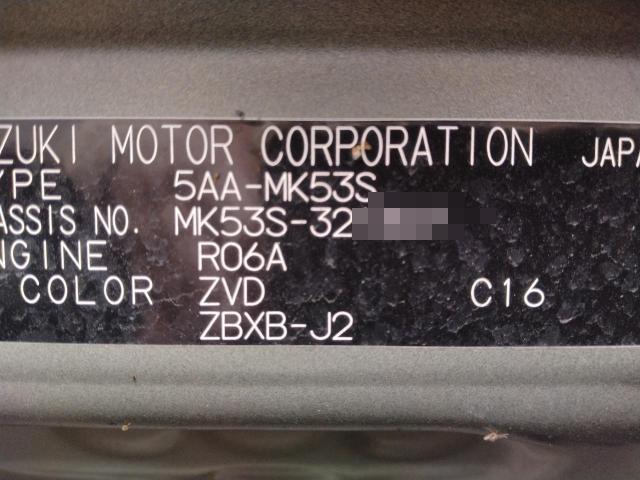 ZUKI MOTOR CORPORATION JAPA
YPE 5AA-MK53S
ASSIS NO. MK53S-32
NGINE R06A
COLOR ZVD C16
ZBXB-J2